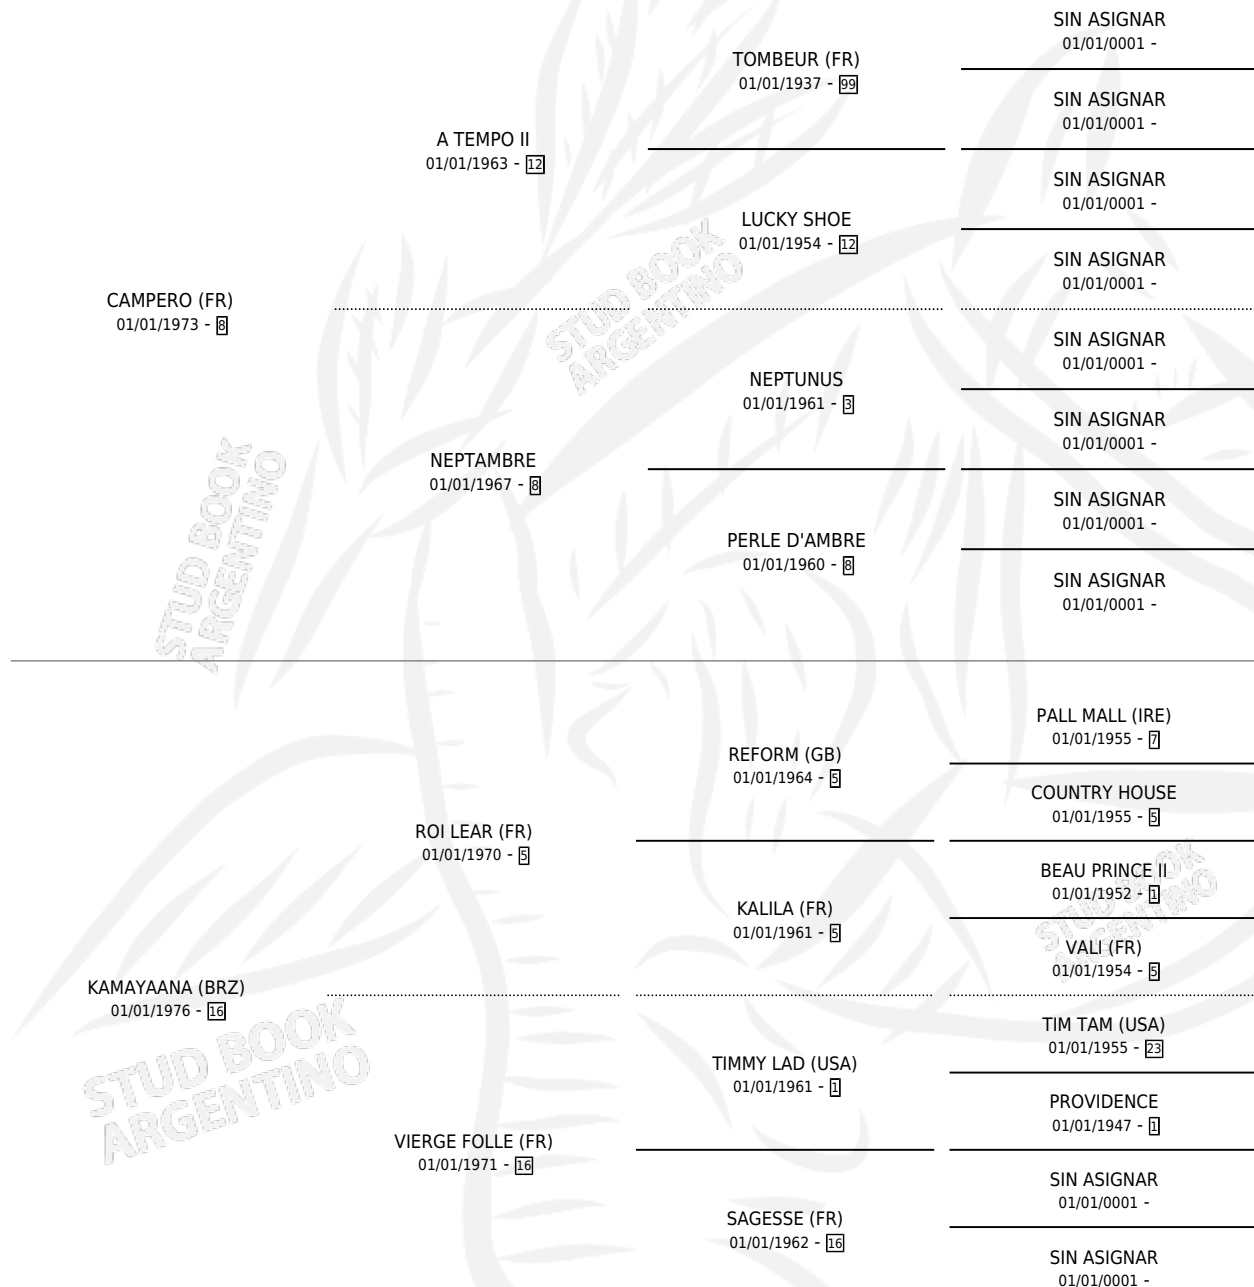 SIN ASIGNAR
01/01/0001 -
TOMBEUR (FR)
01/01/1937 - 99
SIN ASIGNAR
01/01/0001 -
A TEMPO II
01/01/1963 - 12
SIN ASIGNAR
01/01/0001 -
LUCKY SHOE
01/01/1954 - 12
SIN ASIGNAR
01/01/0001 -
CAMPERO (FR)
01/01/1973 - 8
SIN ASIGNAR
01/01/0001 -
NEPTUNUS
01/01/1961 - 3
SIN ASIGNAR
01/01/0001 -
NEPTAMBRE
01/01/1967 - 8
SIN ASIGNAR
01/01/0001 -
PERLE D'AMBRE
01/01/1960 - 8
SIN ASIGNAR
01/01/0001 -
PALL MALL (IRE)
01/01/1955 - 7
REFORM (GB)
01/01/1964 - 5
COUNTRY HOUSE
01/01/1955 - 5
ROI LEAR (FR)
01/01/1970 - 5
BEAU PRINCE II
01/01/1952 - 1
KALILA (FR)
01/01/1961 - 5
VALI (FR)
01/01/1954 - 5
KAMAYAANA (BRZ)
01/01/1976 - 16
TIM TAM (USA)
01/01/1955 - 23
TIMMY LAD (USA)
01/01/1961 - 1
PROVIDENCE
01/01/1947 - 1
VIERGE FOLLE (FR)
01/01/1971 - 16
SIN ASIGNAR
01/01/0001 -
SAGESSE (FR)
01/01/1962 - 16
SIN ASIGNAR
01/01/0001 -
STUD BOOK
ARGENTINO
STUD BOOK
ARGENTINO
STUD BOOK
ARGENTINO
STUD BOOK
ARGENTINO